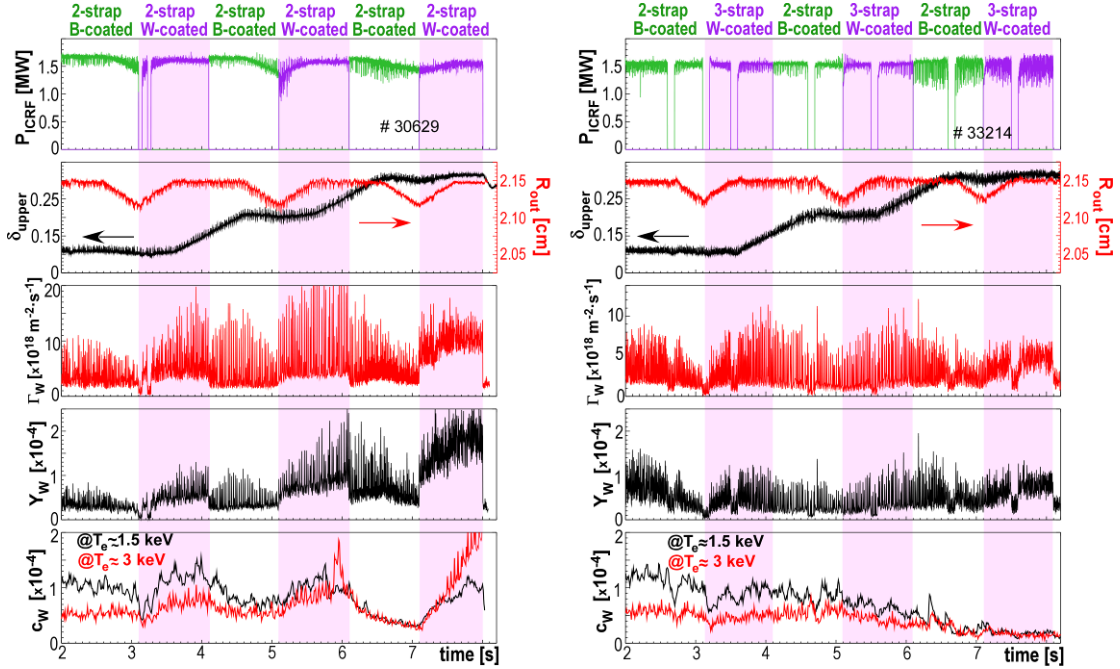 2-strap 2-strap 2-strap 2-strap 2-strap 2-strap
B-coated W-coated B-coated W-coated B-coated W-coated
P_ICRF [MW]
1.5
1
0.5
0
# 30629
δ_upper
0.25
0.15
0.05
R_out [cm]
2.15
2.10
2.05
Γ_W [x10^18 m^-2·s^-1]
20
10
0
Y_W [x10^-4]
2
1
0
@T_e≈1.5 keV
@T_e≈ 3 keV
c_W [x10^-4]
2
1
0
2 3 4 5 6 7 time [s]
2-strap 3-strap 2-strap 3-strap 2-strap 3-strap
B-coated W-coated B-coated W-coated B-coated W-coated
P_ICRF [MW]
1.5
1
0.5
0
# 33214
δ_upper
0.25
0.15
0.05
R_out [cm]
2.15
2.10
2.05
Γ_W [x10^18 m^-2·s^-1]
10
5
0
Y_W [x10^-4]
2
1
0
@T_e≈1.5 keV
@T_e≈ 3 keV
c_W [x10^-4]
2
1
0
2 3 4 5 6 7 time [s]